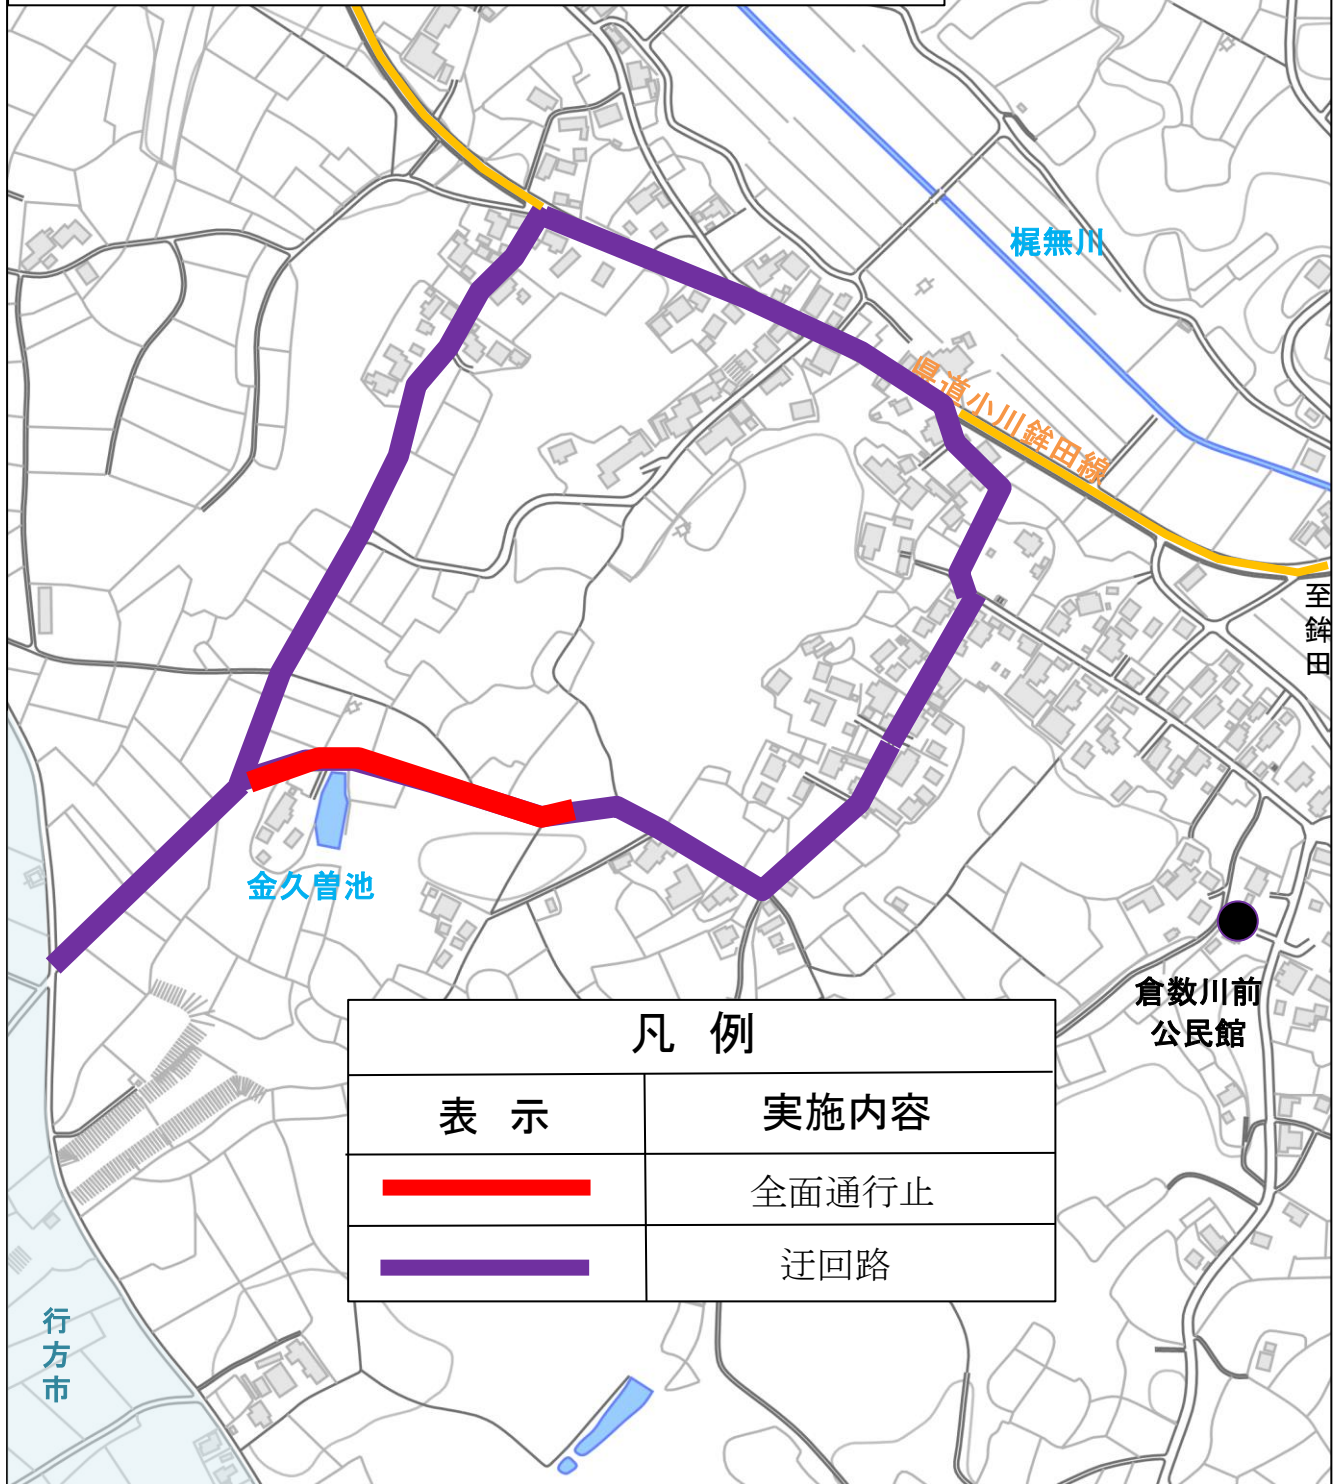 梶無川
県道小川鉾田線
至鉾田
金久曽池
倉数川前
公民館
凡 例
表 示 実施内容
全面通行止
迂回路
行方市